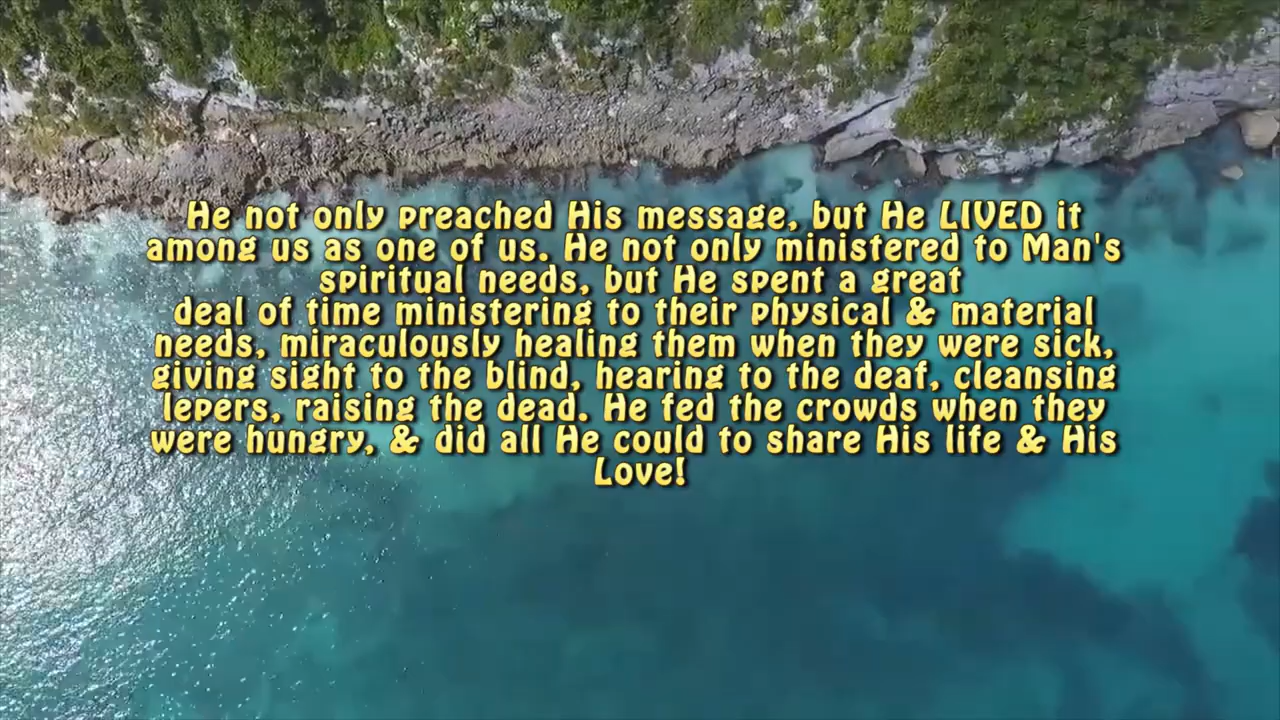 He not only preached His message, but He LIVED it
among us as one of us. He not only ministered to Man's
spiritual needs, but He spent a great
deal of time ministering to their physical & material
needs, miraculously healing them when they were sick,
giving sight to the blind, hearing to the deaf, cleansing
lepers, raising the dead. He fed the crowds when they
were hungry, & did all He could to share His life & His
Love!